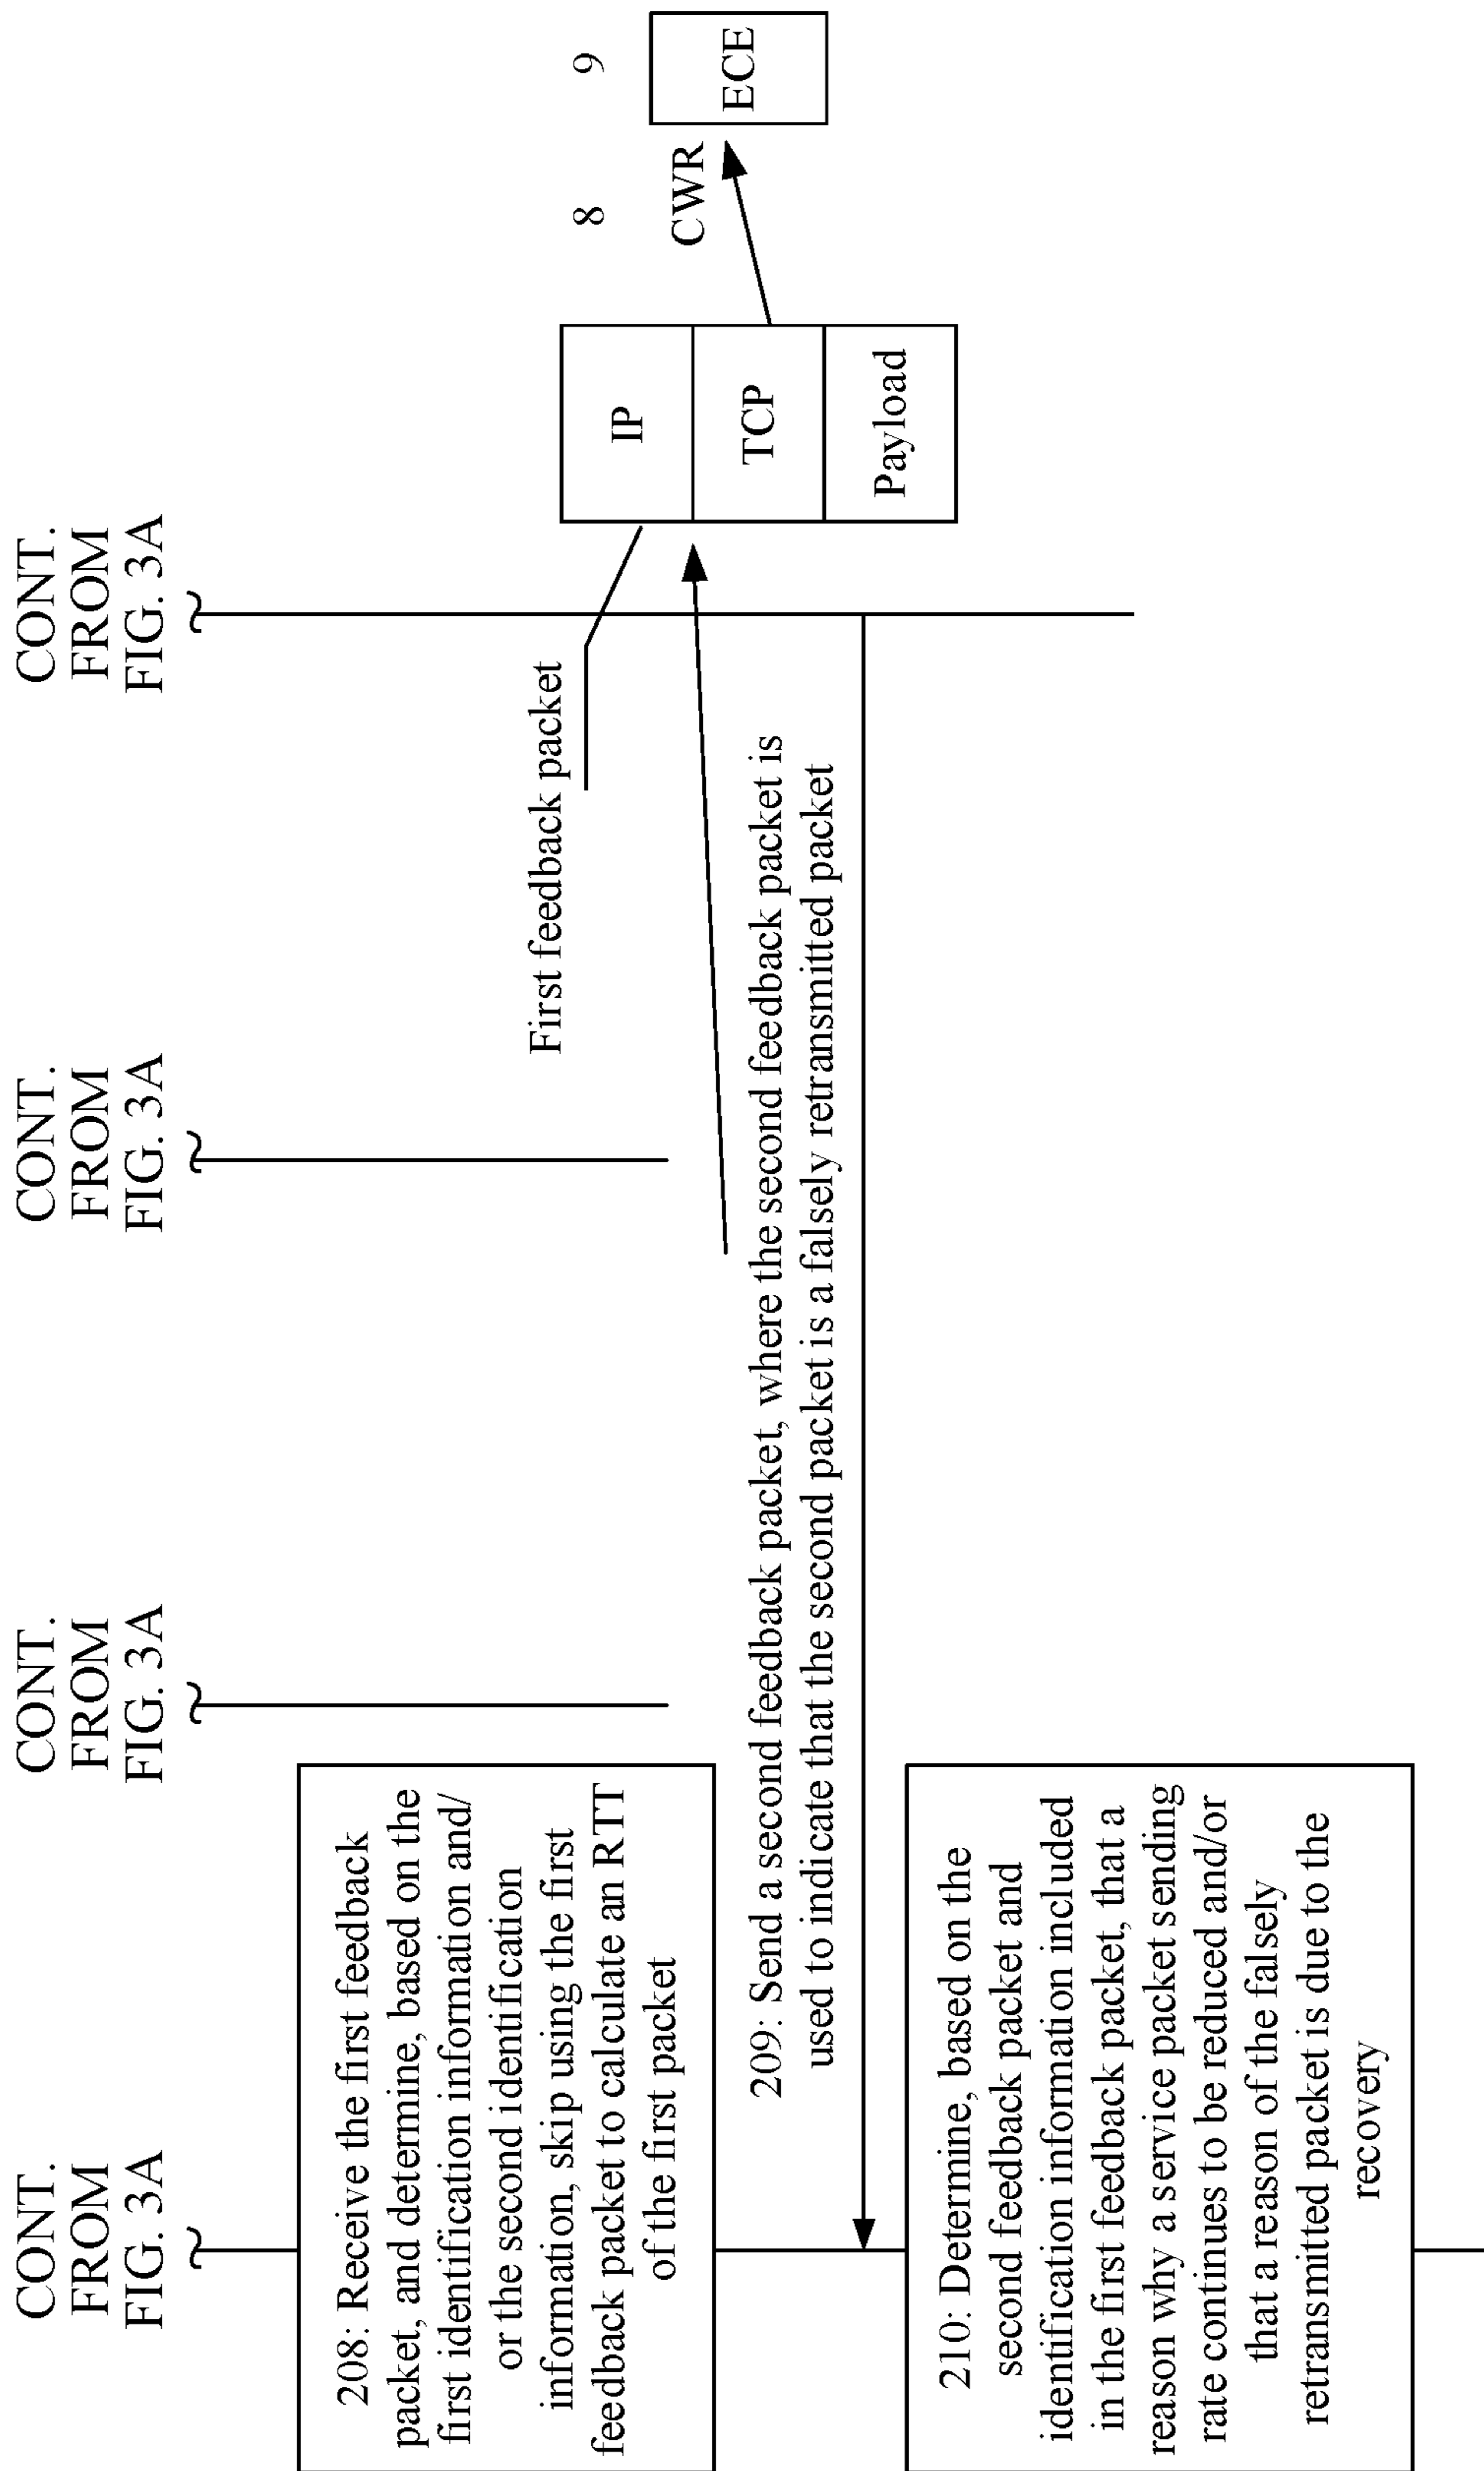 CONT.
FROM
FIG. 3A
CONT.
FROM
FIG. 3A
CONT.
FROM
FIG. 3A
CONT.
FROM
FIG. 3A
208: Receive the first feedback
packet, and determine, based on the
first identification information and/
or the second identification
information, skip using the first
feedback packet to calculate an RTT
of the first packet
First feedback packet
IP
TCP
Payload
8
9
CWR
ECE
209: Send a second feedback packet, where the second feedback packet is
used to indicate that the second packet is a falsely retransmitted packet
210: Determine, based on the
second feedback packet and
identification information included
in the first feedback packet, that a
reason why a service packet sending
rate continues to be reduced and/or
that a reason of the falsely
retransmitted packet is due to the
recovery